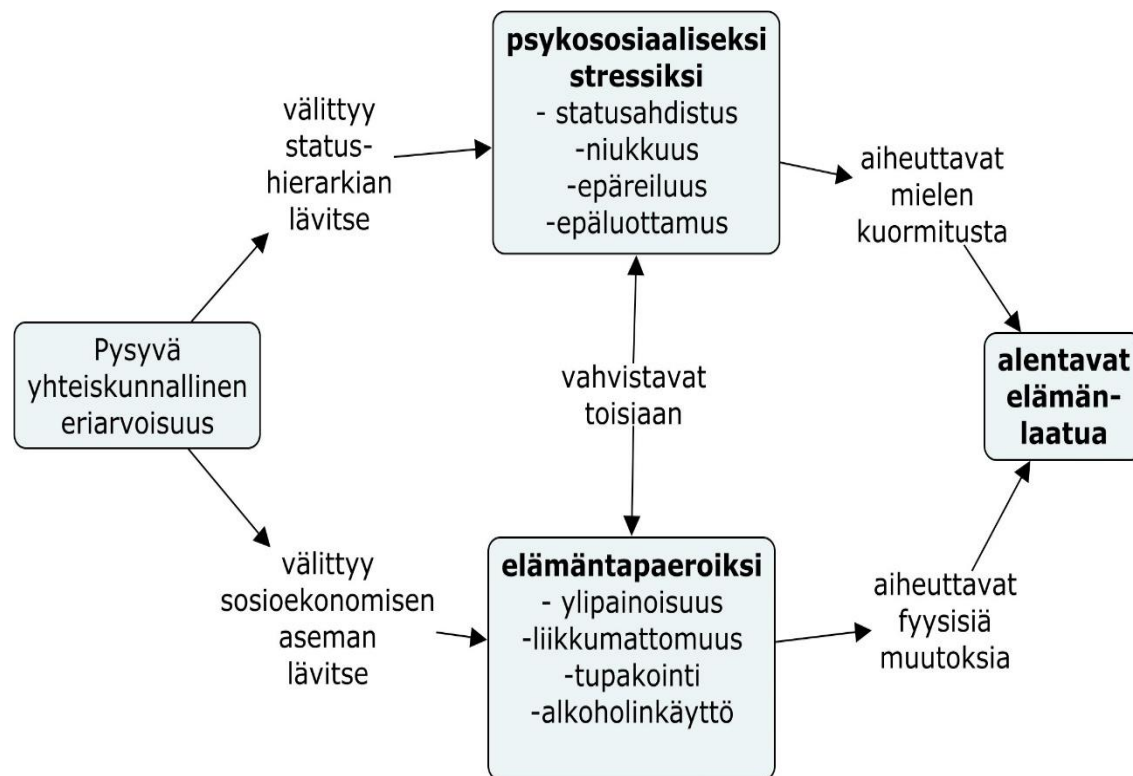 psykososiaaliseksi
stressiksi
- statusahdistus
-niukkuus
-epäreiluus
-epäluottamus
välittyy
status-
hierarkian
lävitse
aiheuttavat
mielen
kuormitusta
Pysyvä
yhteiskunnallinen
eriarvoisuus
vahvistavat
toisiaan
alentavat
elämän-
laatua
välittyy
sosioekonomisen
aseman
lävitse
elämäntapaeroiksi
- ylipainoisuus
-liikkumattomuus
-tupakointi
-alkoholinkäyttö
aiheuttavat
fyysisiä
muutoksia